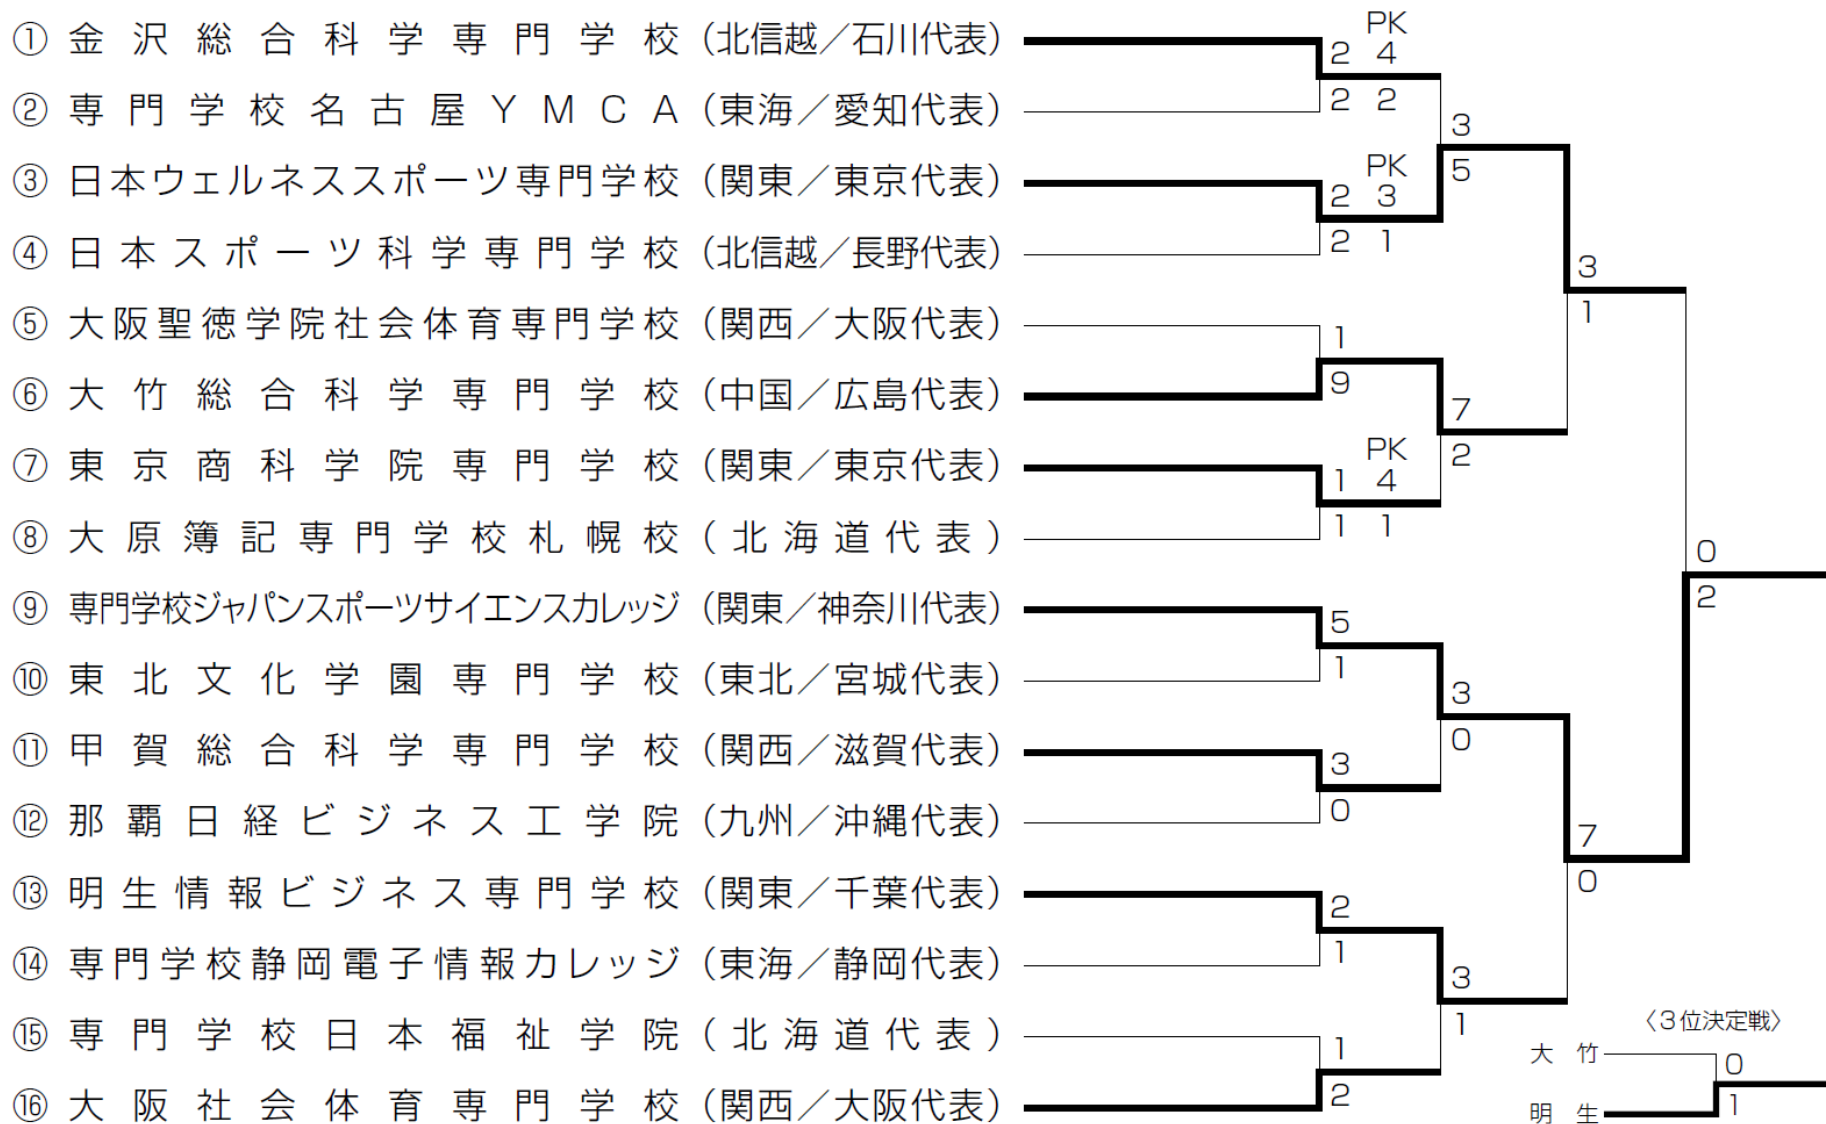 ① 金沢総合科学専門学校 (北信越／石川代表)
② 専門学校名古屋YMCA (東海／愛知代表)
③ 日本ウェルネススポーツ専門学校 (関東／東京代表)
④ 日本スポーツ科学専門学校 (北信越／長野代表)
⑤ 大阪聖徳学院社会体育専門学校 (関西／大阪代表)
⑥ 大竹総合科学専門学校 (中国／広島代表)
⑦ 東京商科学院専門学校 (関東／東京代表)
⑧ 大原簿記専門学校札幌校 (北海道代表)
⑨ 専門学校ジャパンスポーツサイエンスカレッジ (関東／神奈川代表)
⑩ 東北文化学園専門学校 (東北／宮城代表)
⑪ 甲賀総合科学専門学校 (関西／滋賀代表)
⑫ 那覇日経ビジネス工学院 (九州／沖縄代表)
⑬ 明生情報ビジネス専門学校 (関東／千葉代表)
⑭ 専門学校静岡電子情報カレッジ (東海／静岡代表)
⑮ 専門学校日本福祉学院 (北海道代表)
⑯ 大阪社会体育専門学校 (関西／大阪代表)
PK
2 4
2 2
PK
2 3
2 1
1
9
PK
1 4
1 1
5
1
3
0
2
1
1
2
3
5
7
2
3
0
3
1
3
1
7
0
0
2
〈3位決定戦〉
大竹 0
明生 1